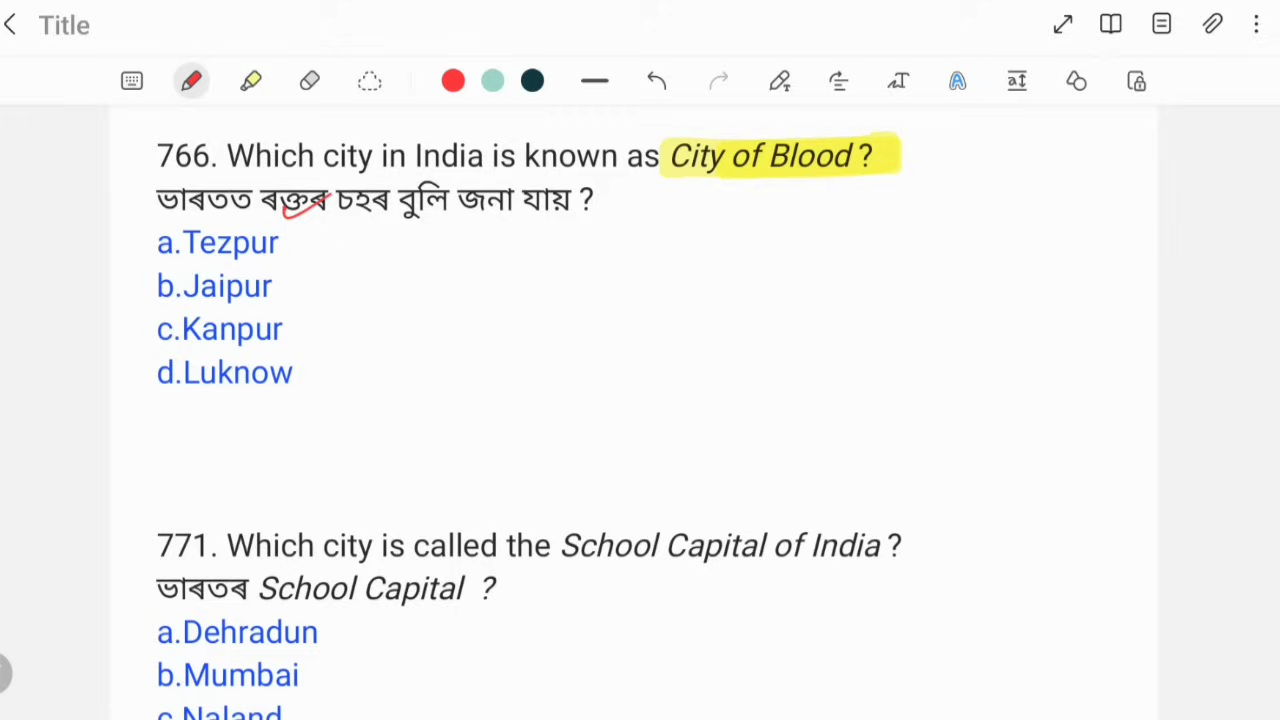 Title
766. Which city in India is known as City of Blood ?
ভাৰতত ৰক্তৰ চহৰ বুলি জনা যায় ?
a.Tezpur
b.Jaipur
c.Kanpur
d.Luknow
771. Which city is called the School Capital of India ?
ভাৰতৰ School Capital ?
a.Dehradun
b.Mumbai
c.Naland